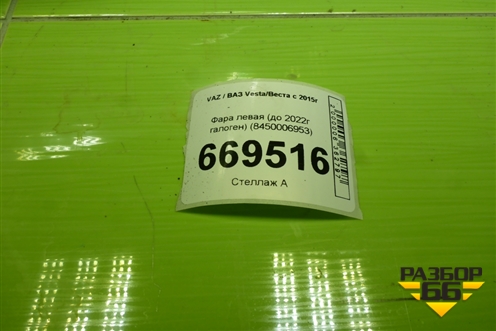 VAZ / ВАЗ Vesta/Веста с 2015г
Фара левая (до 2022г
галоген) (8450006953)
669516
Стеллаж А
РАЗБОР
66